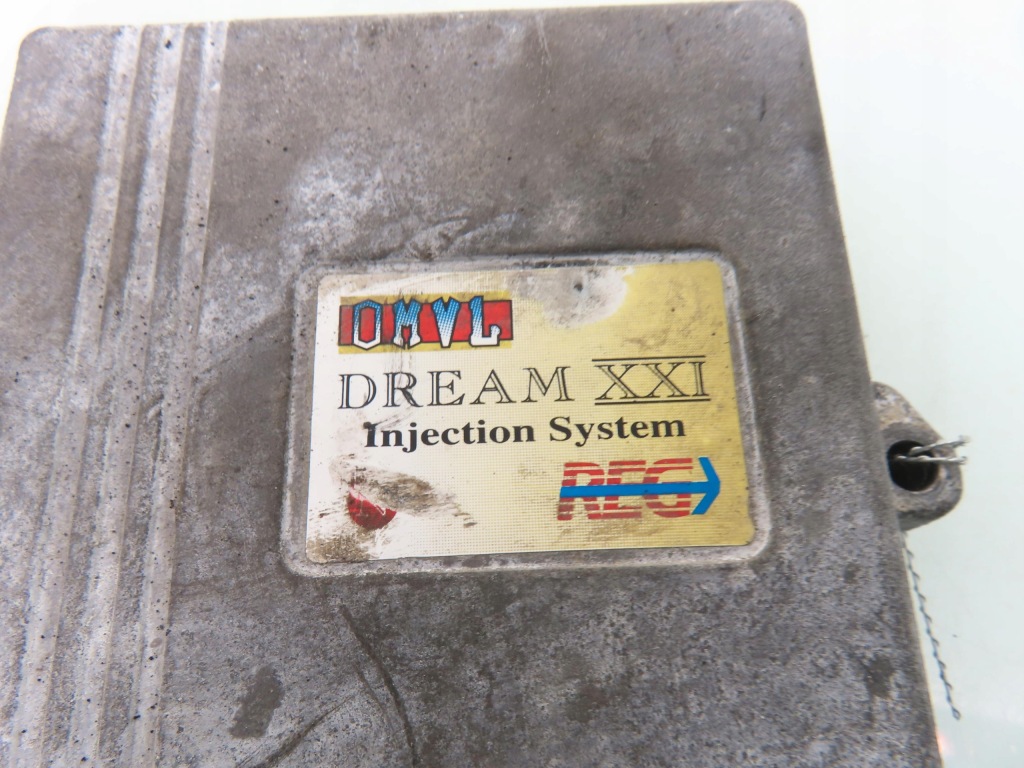 OMVL
DREAM XXI
Injection System
REG